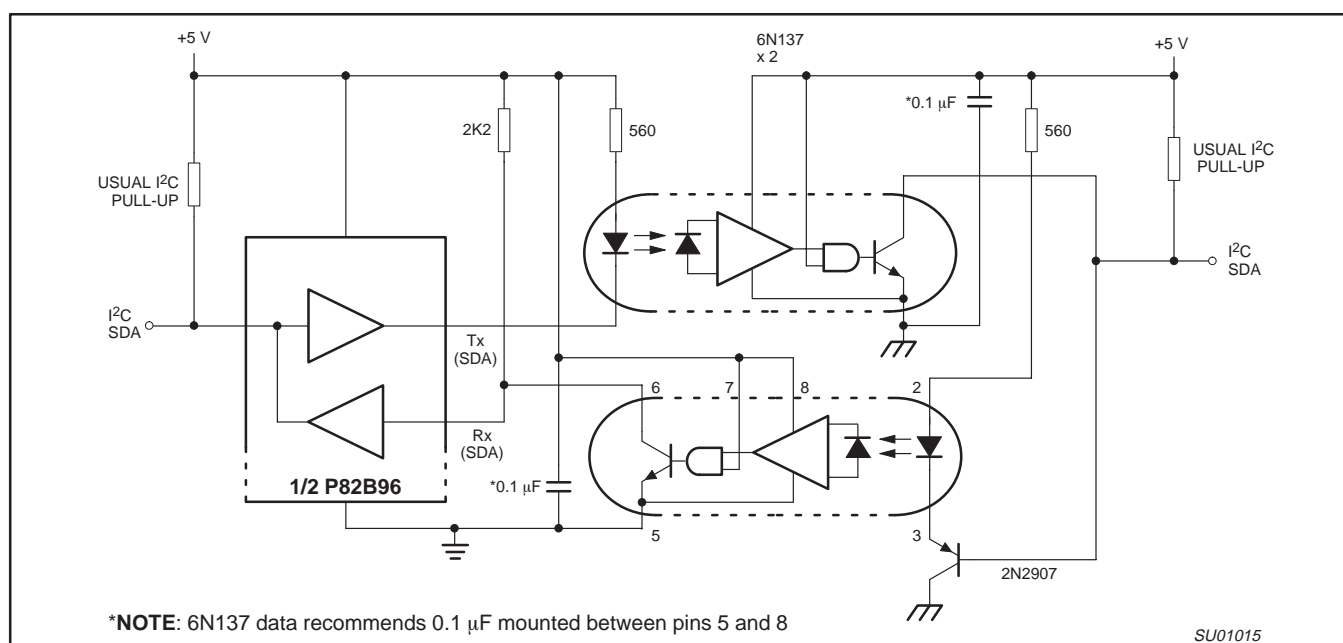 +5 V
6N137
x 2
+5 V
*0.1 μF
2K2
560
560
USUAL I²C
PULL-UP
USUAL I²C
PULL-UP
I²C
SDA
I²C
SDA
Tx
(SDA)
6
7
8
2
Rx
(SDA)
1/2 P82B96
*0.1 μF
5
3
2N2907
*NOTE: 6N137 data recommends 0.1 μF mounted between pins 5 and 8
SU01015